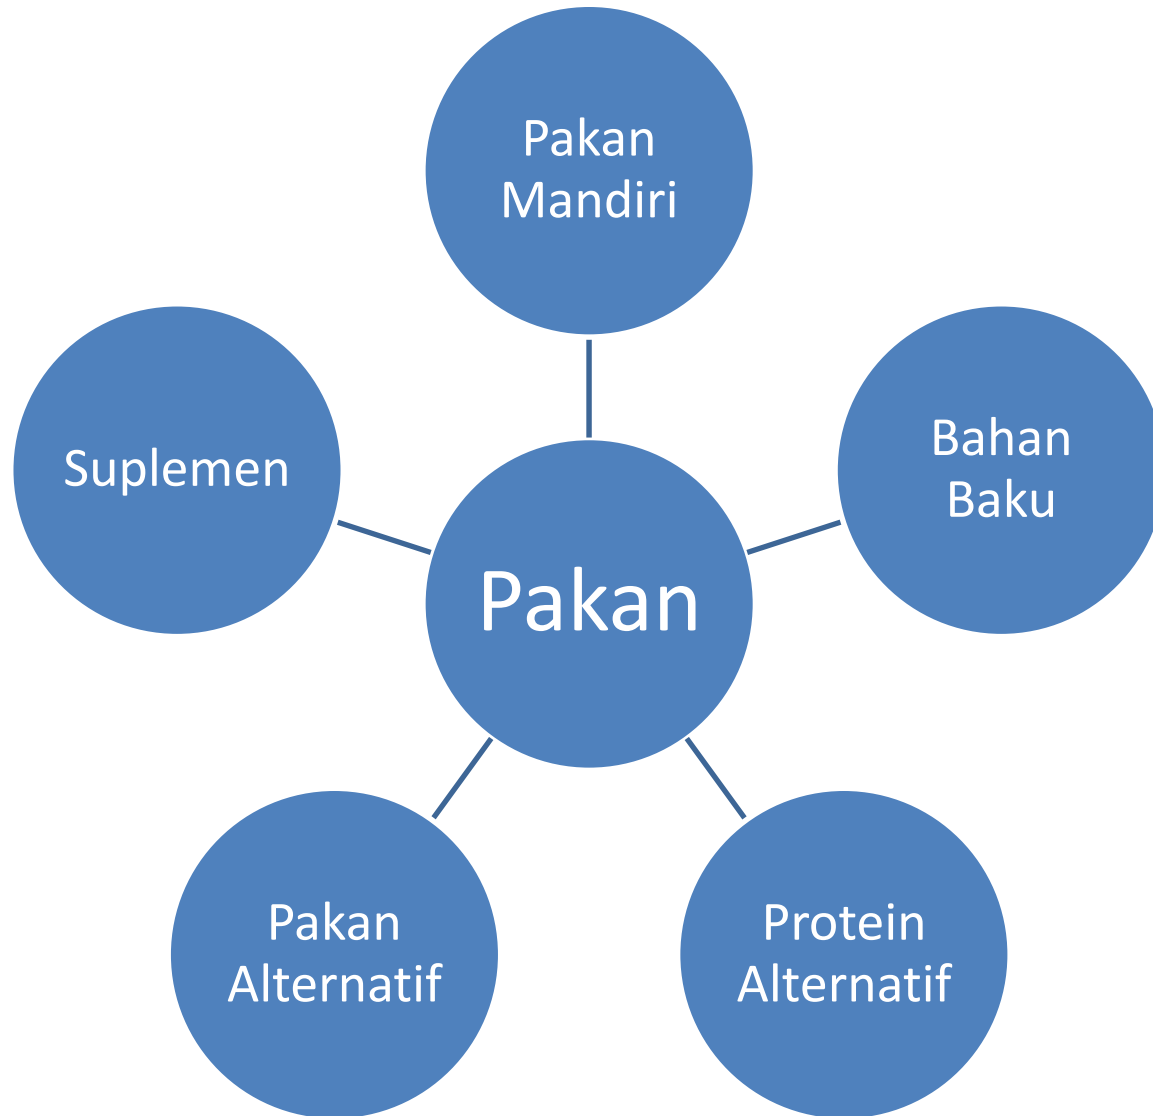 Pakan
Mandiri
Suplemen
Bahan
Baku
Pakan
Pakan
Alternatif
Protein
Alternatif